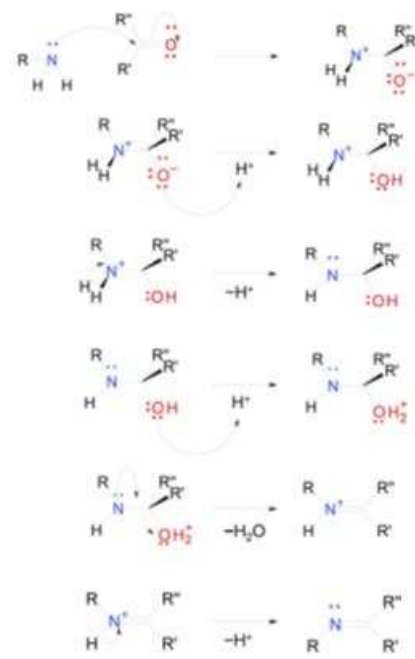 R" O
R N R'
H H
R N+ R" R'
H H O−
R N+ R" R'
H H O− H+
R N+ R" R'
H H OH
R N+ R" R'
H H OH −H+
R N R" R'
H OH
R N R" R'
H OH H+
R N R" R'
H OH2+
R N R" R'
H OH2+ −H2O
R N+ R"
H R'
R N+ R"
H R' −H+
N R"
R R'